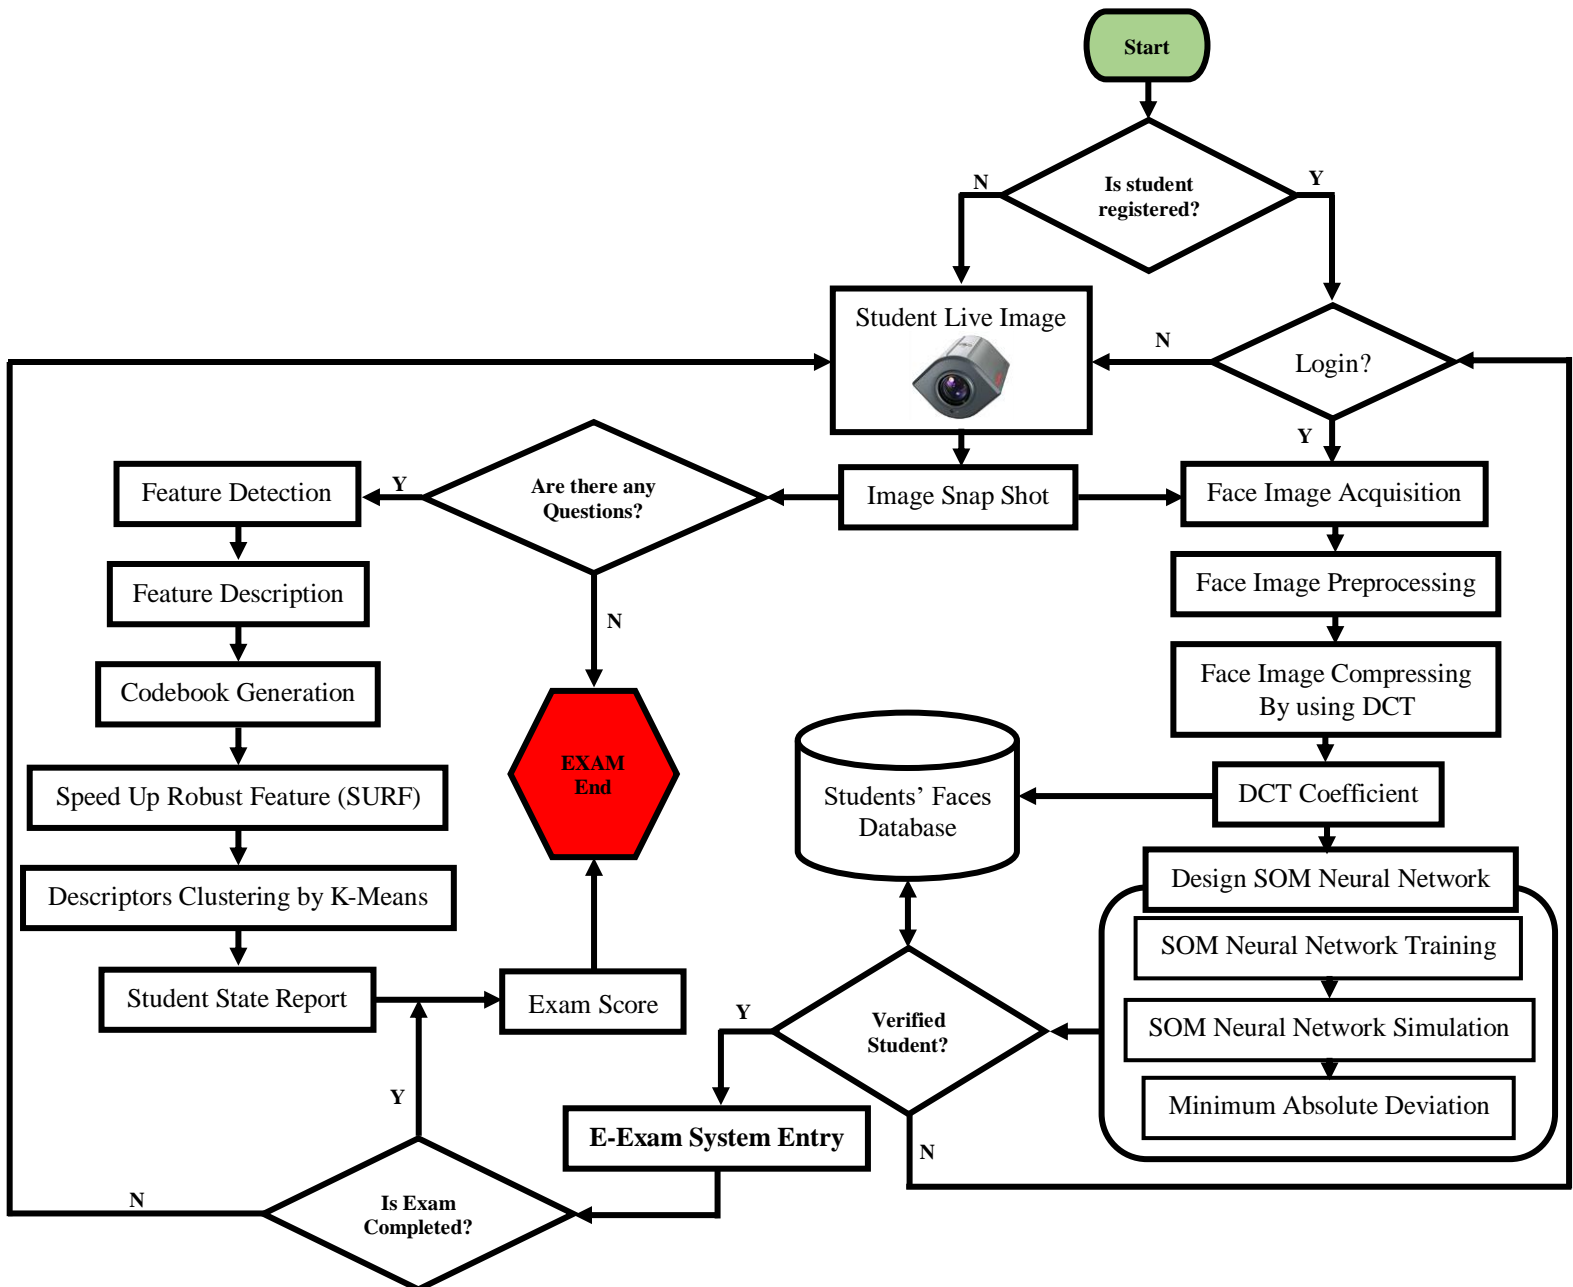 Start
Is student
registered?
N
Y
Student Live Image
N
Login?
Y
Feature Detection
Y
Are there any
Questions?
Image Snap Shot
Face Image Acquisition
Feature Description
N
Face Image Preprocessing
Codebook Generation
Face Image Compressing
By using DCT
EXAM
End
Speed Up Robust Feature (SURF)
Students’ Faces
Database
DCT Coefficient
Descriptors Clustering by K-Means
Design SOM Neural Network
SOM Neural Network Training
Student State Report
Exam Score
Y
Verified
Student?
SOM Neural Network Simulation
Y
Minimum Absolute Deviation
E-Exam System Entry
N
N
Is Exam
Completed?